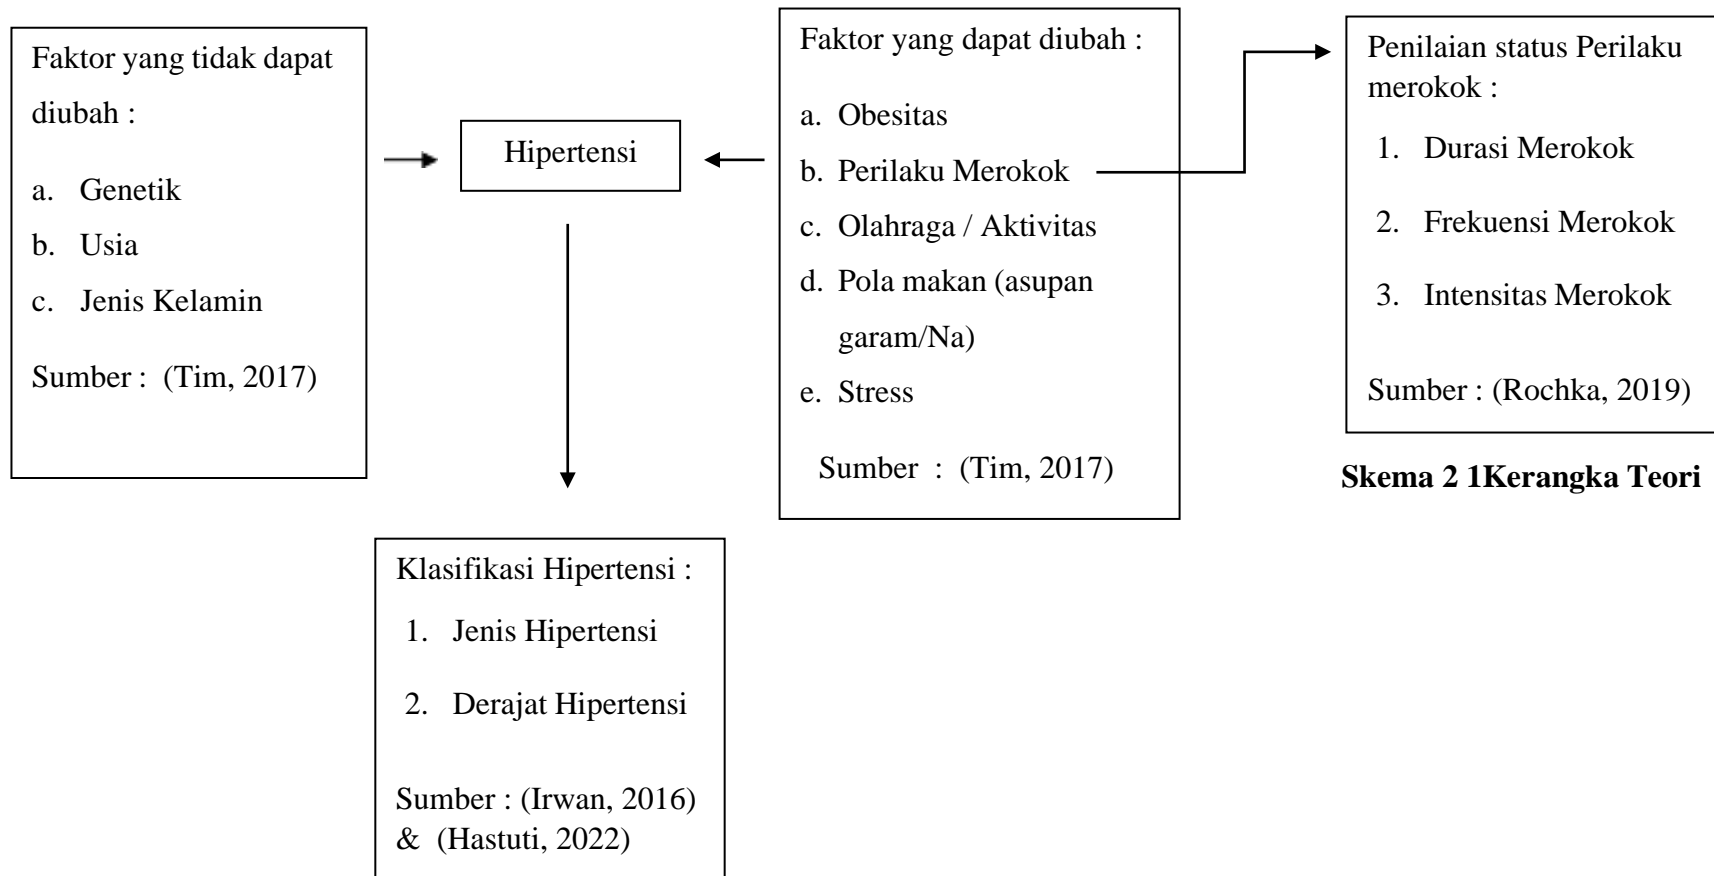 Faktor yang tidak dapat
diubah :
a. Genetik
b. Usia
c. Jenis Kelamin
Sumber : (Tim, 2017)
Hipertensi
Faktor yang dapat diubah :
a. Obesitas
b. Perilaku Merokok
c. Olahraga / Aktivitas
d. Pola makan (asupan
garam/Na)
e. Stress
Sumber : (Tim, 2017)
Penilaian status Perilaku
merokok :
1. Durasi Merokok
2. Frekuensi Merokok
3. Intensitas Merokok
Sumber : (Rochka, 2019)
Skema 2 1Kerangka Teori
Klasifikasi Hipertensi :
1. Jenis Hipertensi
2. Derajat Hipertensi
Sumber : (Irwan, 2016)
& (Hastuti, 2022)